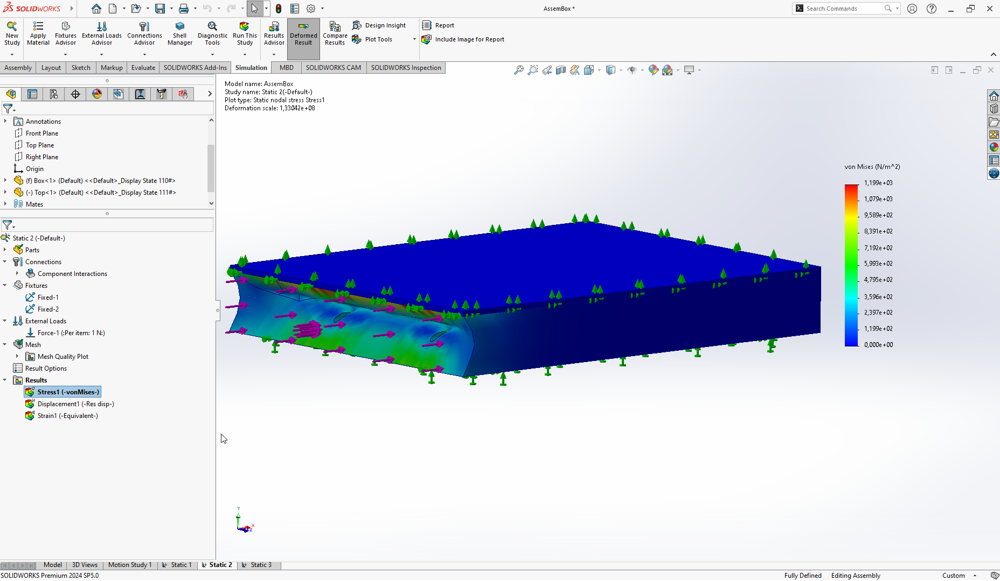 SOLIDWORKS
AssemBox *
Search Commands
New Study
Apply Material
Fixtures Advisor
External Loads Advisor
Connections Advisor
Shell Manager
Diagnostic Tools
Run This Study
Results Advisor
Deformed Result
Compare Results
Design Insight
Plot Tools
Report
Include Image for Report
Assembly Layout Sketch Markup Evaluate SOLIDWORKS Add-Ins Simulation MBD SOLIDWORKS CAM SOLIDWORKS Inspection
Model name: AssemBox
Study name: Static 2(-Default-)
Plot type: Static nodal stress Stress1
Deformation scale: 1,33042e+08
Annotations
Front Plane
Top Plane
Right Plane
Origin
(f) Box<1> (Default) <<Default>_Display State 110#>
(-) Top<1> (Default) <<Default>_Display State 111#>
Mates
Static 2 (-Default-)
Parts
Connections
Component Interactions
Fixtures
Fixed-1
Fixed-2
External Loads
Force-1 (:Per item: 1 N:)
Mesh
Mesh Quality Plot
Result Options
Results
Stress1 (-vonMises-)
Displacement1 (-Res disp-)
Strain1 (-Equivalent-)
von Mises (N/m^2)
1,199e+03
1,079e+03
9,589e+02
8,391e+02
7,192e+02
5,993e+02
4,795e+02
3,596e+02
2,397e+02
1,199e+02
0,000e+00
Y
X
Z
Model 3D Views Motion Study 1 Static 1 Static 2 Static 3
SOLIDWORKS Premium 2024 SP5.0
Fully Defined Editing Assembly Custom